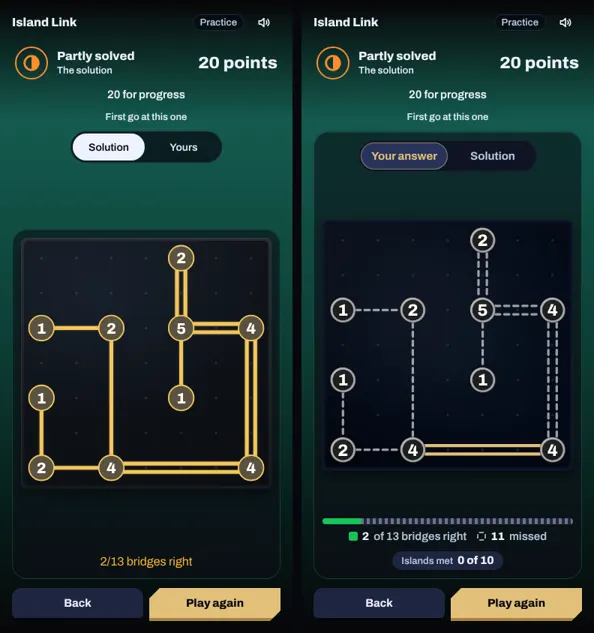 Island Link
Practice
Partly solved
The solution
20 points
20 for progress
First go at this one
Solution
Yours
2
1
2
5
4
1
1
2
4
4
2/13 bridges right
Back
Play again
Island Link
Practice
Partly solved
The solution
20 points
20 for progress
First go at this one
Your answer
Solution
2
1
2
5
4
1
1
2
4
4
2 of 13 bridges right
11 missed
Islands met 0 of 10
Back
Play again